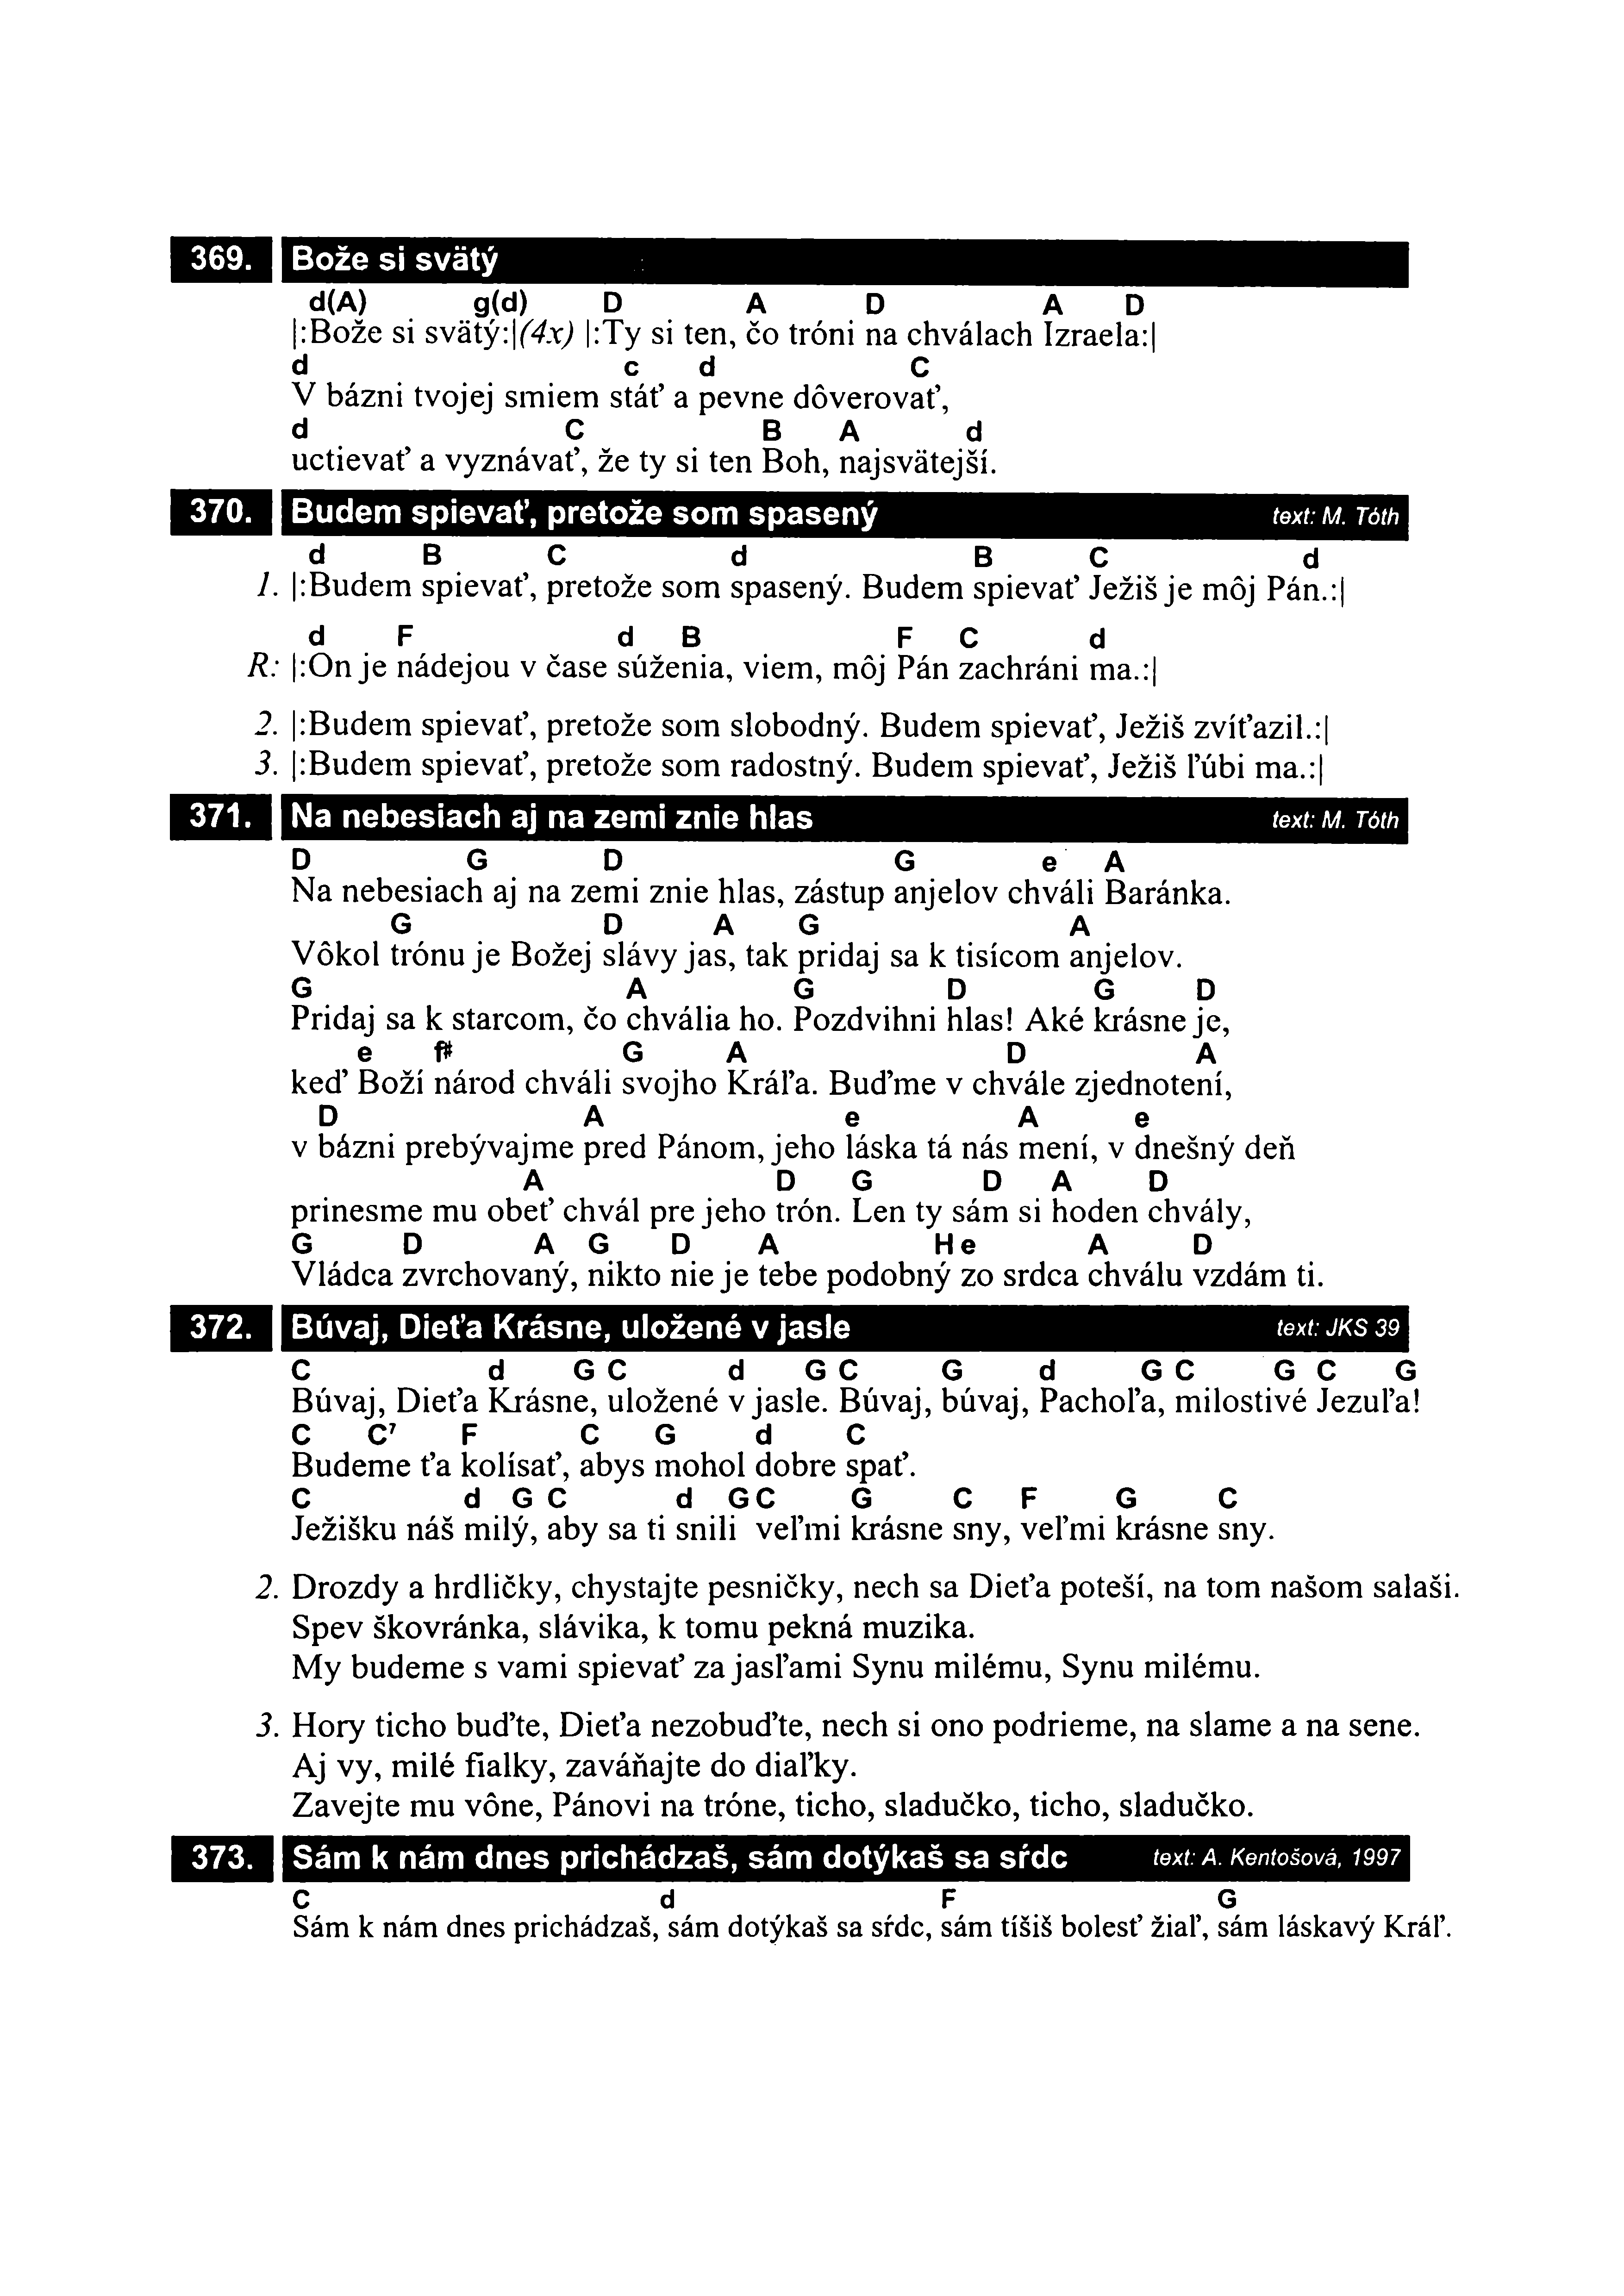 369. Bože si svätý
d(A) g(d) D A D A D
|:Bože si svätý:|(4x) |:Ty si ten, čo tróni na chválach Izraela:|
d c d C
V bázni tvojej smiem stáť a pevne dôverovať,
d C B A d
uctievať a vyznávať, že ty si ten Boh, najsvätejší.
370. Budem spievať, pretože som spasený text: M. Tóth
d B C d B C d
1. |:Budem spievať, pretože som spasený. Budem spievať Ježiš je môj Pán.:|
d F d B F C d
R: |:On je nádejou v čase súženia, viem, môj Pán zachráni ma.:|
2. |:Budem spievať, pretože som slobodný. Budem spievať, Ježiš zvíťazil.:|
3. |:Budem spievať, pretože som radostný. Budem spievať, Ježiš ľúbi ma.:|
371. Na nebesiach aj na zemi znie hlas text: M. Tóth
D G D G e A
Na nebesiach aj na zemi znie hlas, zástup anjelov chváli Baránka.
G D A G A
Vôkol trónu je Božej slávy jas, tak pridaj sa k tisícom anjelov.
G A G D G D
Pridaj sa k starcom, čo chvália ho. Pozdvihni hlas! Aké krásne je,
e f# G A D A
keď Boží národ chváli svojho Kráľa. Buďme v chvále zjednotení,
D A e A e
v bázni prebývajme pred Pánom, jeho láska tá nás mení, v dnešný deň
A D G D A D
prinesme mu obeť chvál pre jeho trón. Len ty sám si hoden chvály,
G D A G D A H e A D
Vládca zvrchovaný, nikto nie je tebe podobný zo srdca chválu vzdám ti.
372. Búvaj, Dieťa Krásne, uložené v jasle text: JKS 39
C d G C d G C G d G C G C G
Búvaj, Dieťa Krásne, uložené v jasle. Búvaj, búvaj, Pachoľa, milostivé Jezuľa!
C C7 F C G d C
Budeme ťa kolísať, abys mohol dobre spať.
C d G C d G C G C F G C
Ježišku náš milý, aby sa ti snili veľmi krásne sny, veľmi krásne sny.
2. Drozdy a hrdličky, chystajte pesničky, nech sa Dieťa poteší, na tom našom salaši.
Spev škovránka, slávika, k tomu pekná muzika.
My budeme s vami spievať za jasľami Synu milému, Synu milému.
3. Hory ticho buďte, Dieťa nezobuďte, nech si ono podrieme, na slame a na sene.
Aj vy, milé fialky, zaváňajte do diaľky.
Zavejte mu vône, Pánovi na tróne, ticho, sladučko, ticho, sladučko.
373. Sám k nám dnes prichádzaš, sám dotýkaš sa sŕdc text: A. Kentošová, 1997
C d F G
Sám k nám dnes prichádzaš, sám dotýkaš sa sŕdc, sám tíšiš bolesť žiaľ, sám láskavý Kráľ.